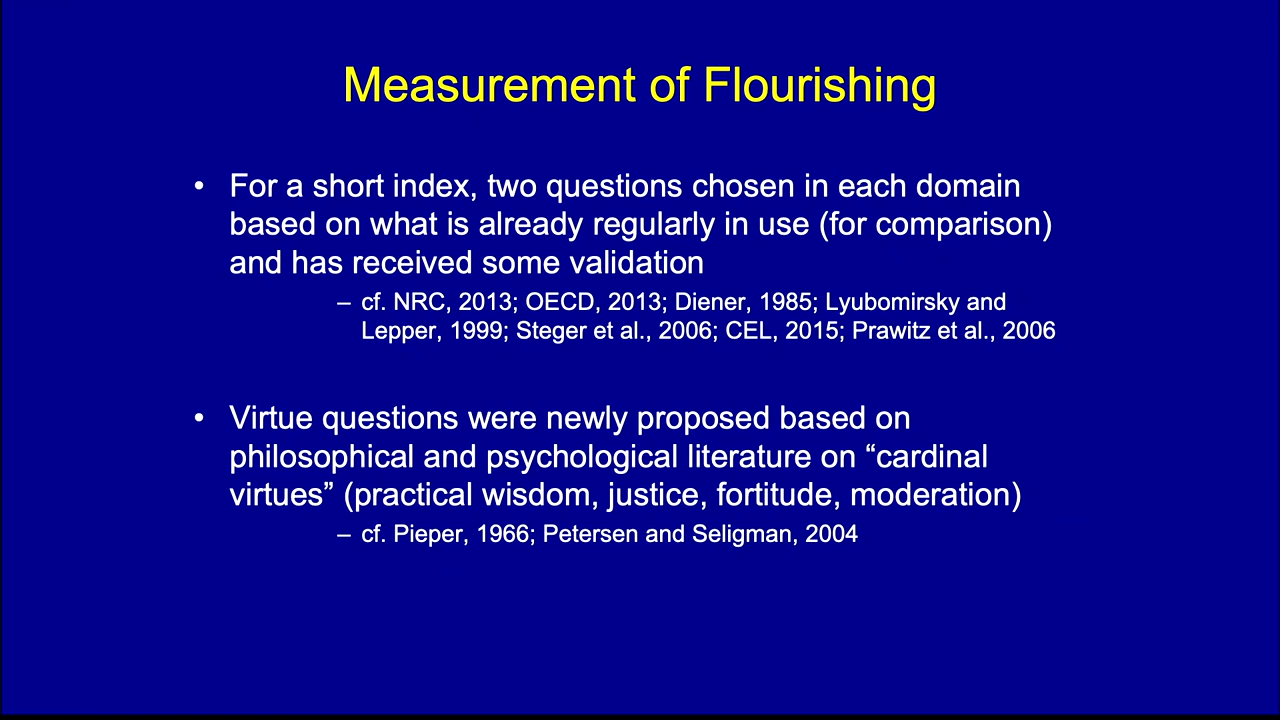 Measurement of Flourishing
• For a short index, two questions chosen in each domain
based on what is already regularly in use (for comparison)
and has received some validation
– cf. NRC, 2013; OECD, 2013; Diener, 1985; Lyubomirsky and
Lepper, 1999; Steger et al., 2006; CEL, 2015; Prawitz et al., 2006
• Virtue questions were newly proposed based on
philosophical and psychological literature on “cardinal
virtues” (practical wisdom, justice, fortitude, moderation)
– cf. Pieper, 1966; Petersen and Seligman, 2004